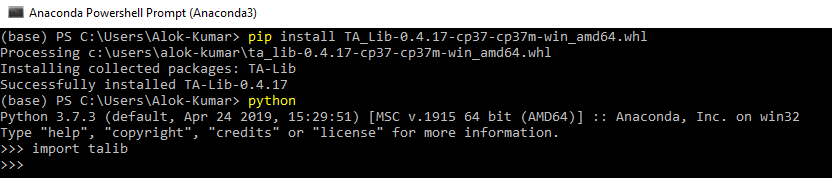 Anaconda Powershell Prompt (Anaconda3)
(base) PS C:\Users\Alok-Kumar> pip install TA_Lib-0.4.17-cp37-cp37m-win_amd64.whl
Processing c:\users\alok-kumar\ta_lib-0.4.17-cp37-cp37m-win_amd64.whl
Installing collected packages: TA-Lib
Successfully installed TA-Lib-0.4.17
(base) PS C:\Users\Alok-Kumar> python
Python 3.7.3 (default, Apr 24 2019, 15:29:51) [MSC v.1915 64 bit (AMD64)] :: Anaconda, Inc. on win32
Type "help", "copyright", "credits" or "license" for more information.
>>> import talib
>>>